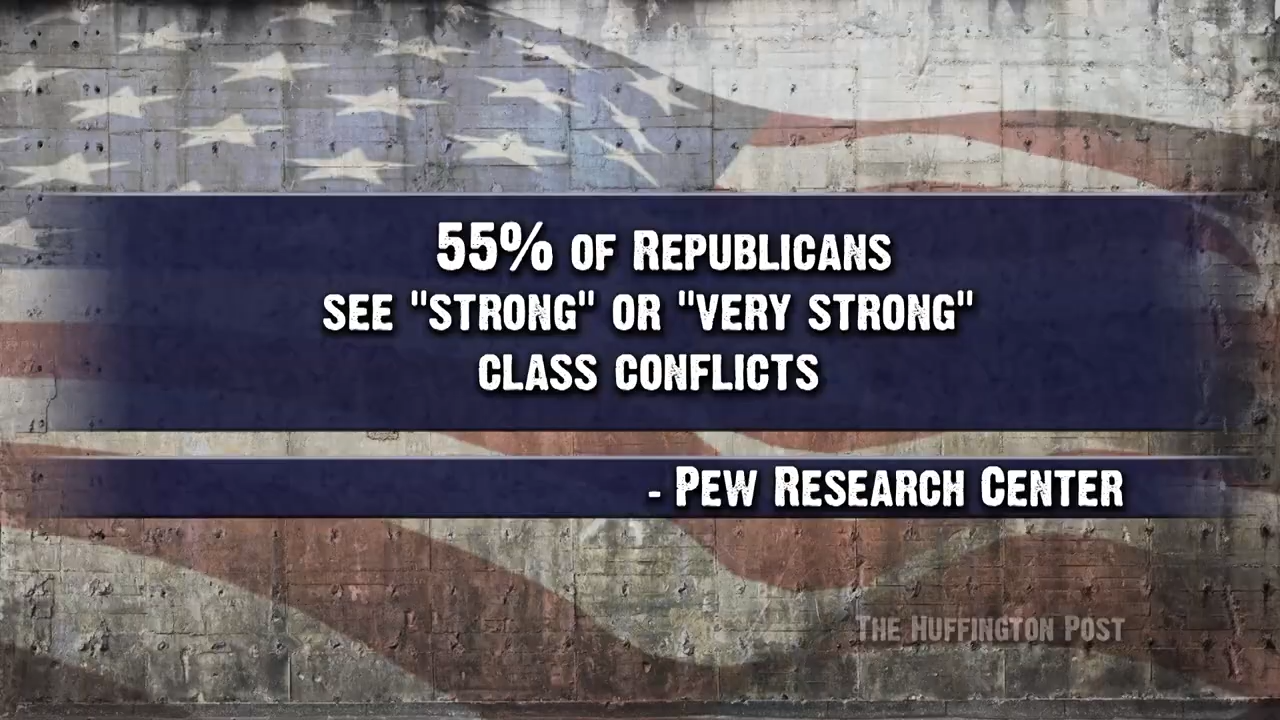 55% OF REPUBLICANS
SEE "STRONG" OR "VERY STRONG"
CLASS CONFLICTS
- PEW RESEARCH CENTER
THE HUFFINGTON POST